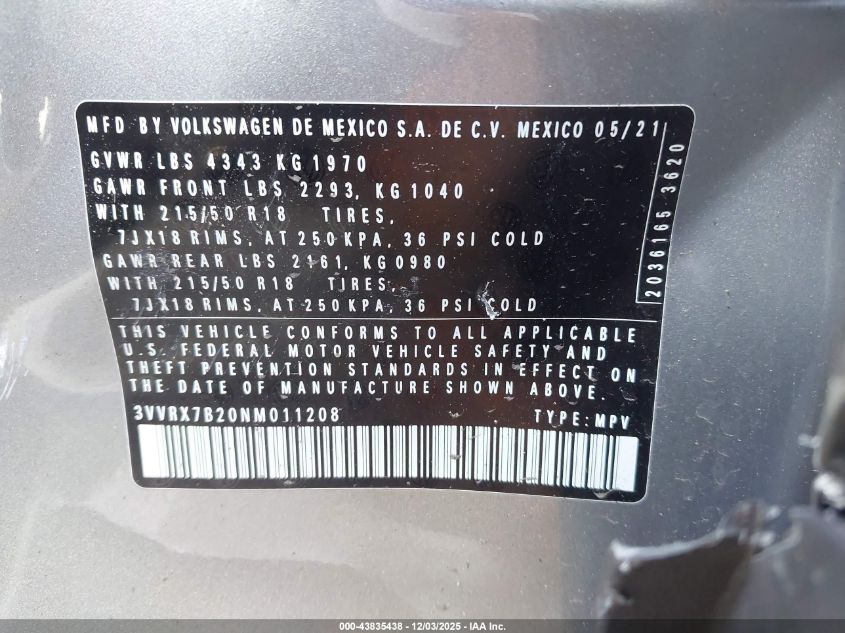 MFD BY VOLKSWAGEN DE MEXICO S.A. DE C.V. MEXICO 05/21
GVWR LBS 4343 KG 1970
GAWR FRONT LBS 2293, KG 1040
WITH 215/50 R18 TIRES,
7JX18 RIMS, AT 250 KPA, 36 PSI COLD
GAWR REAR LBS 2161, KG 0980
WITH 215/50 R18 TIRES,
7JX18 RIMS, AT 250 KPA, 36 PSI COLD
THIS VEHICLE CONFORMS TO ALL APPLICABLE
U.S. FEDERAL MOTOR VEHICLE SAFETY AND
THEFT PREVENTION STANDARDS IN EFFECT ON
THE DATE OF MANUFACTURE SHOWN ABOVE.
3VVRX7B20NM011208 TYPE: MPV
2036165 3620
000-43835438 - 12/03/2025 - IAA Inc.